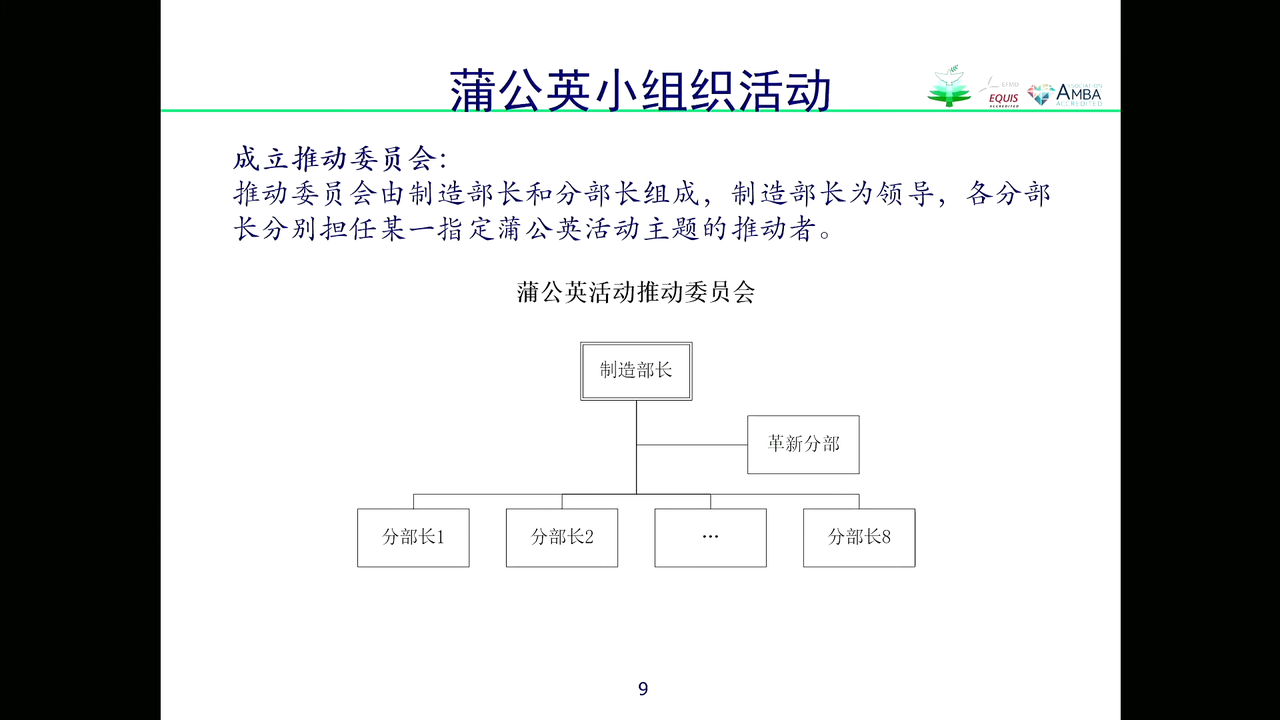 蒲公英小组织活动
EFMD
EQUIS
ACCREDITED
ASSOCIATION
AMBA
ACCREDITED
成立推动委员会：
推动委员会由制造部长和分部长组成，制造部长为领导，各分部
长分别担任某一指定蒲公英活动主题的推动者。
蒲公英活动推动委员会
制造部长
革新分部
分部长1
分部长2
…
分部长8
9